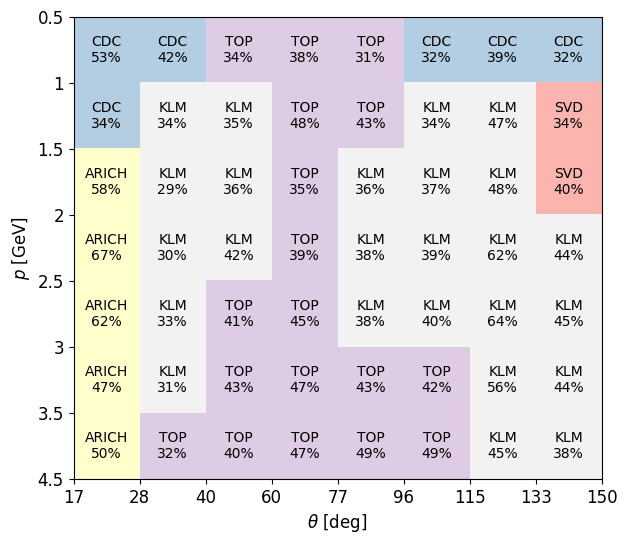 0.5
CDC CDC TOP TOP TOP CDC CDC CDC
53% 42% 34% 38% 31% 32% 39% 32%
1
CDC KLM KLM TOP TOP KLM KLM SVD
34% 34% 35% 48% 43% 34% 47% 34%
1.5
ARICH KLM KLM TOP KLM KLM KLM SVD
58% 29% 36% 35% 36% 37% 48% 40%
2
ARICH KLM KLM TOP KLM KLM KLM KLM
67% 30% 42% 39% 38% 39% 62% 44%
p [GeV]
2.5
ARICH KLM TOP TOP KLM KLM KLM KLM
62% 33% 41% 45% 38% 40% 64% 45%
3
ARICH KLM TOP TOP TOP TOP KLM KLM
47% 31% 43% 47% 43% 42% 56% 44%
3.5
ARICH TOP TOP TOP TOP TOP KLM KLM
50% 32% 40% 47% 49% 49% 45% 38%
4.5
17 28 40 60 77 96 115 133 150
θ [deg]